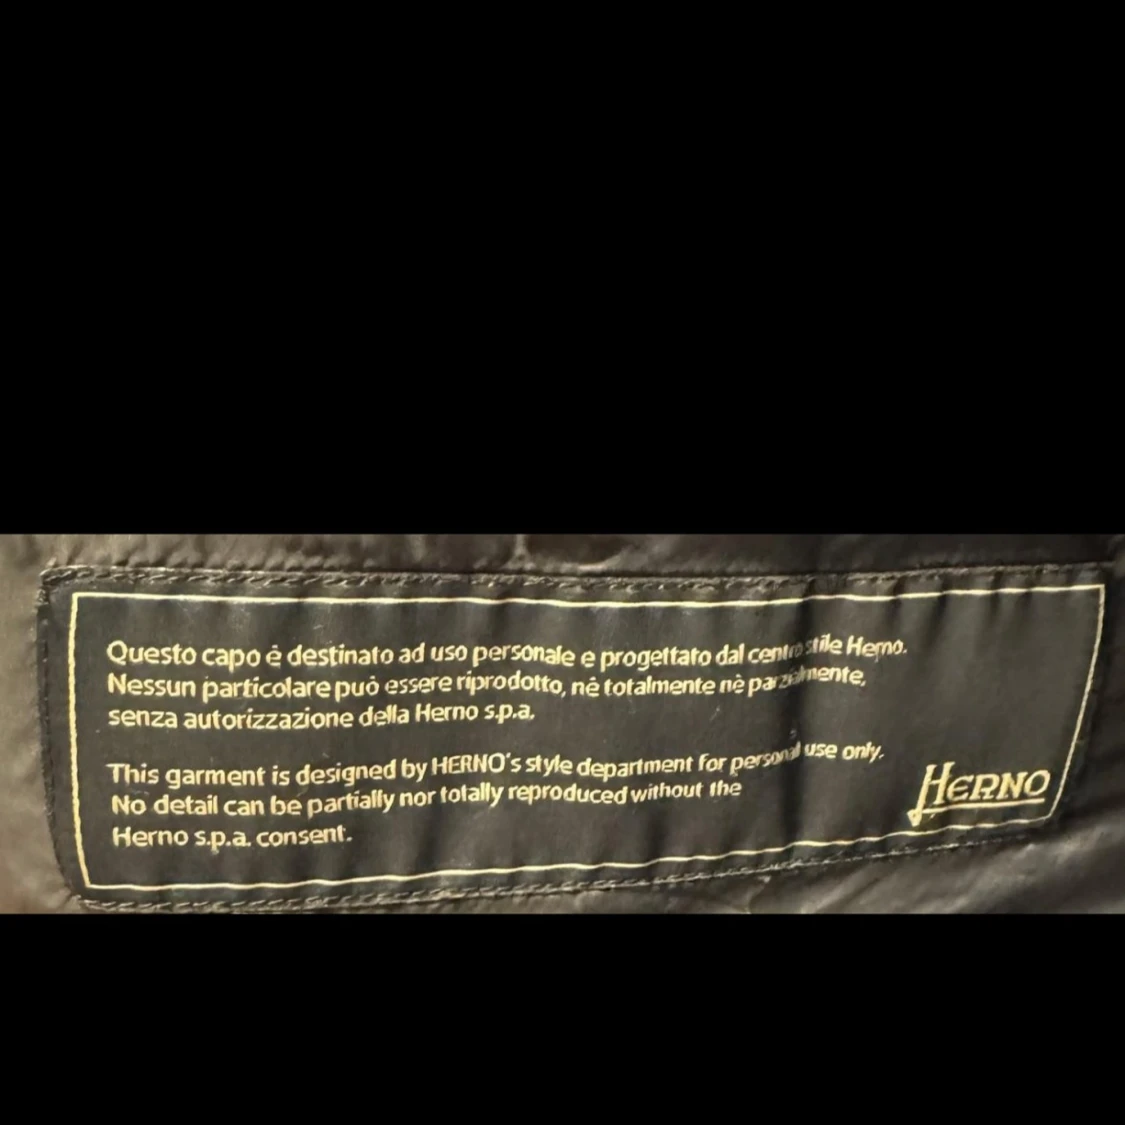 Questo capo è destinato ad uso personale e progettato dal centro stile Herno.
Nessun particolare può essere riprodotto, nè totalmente nè parzialmente,
senza autorizzazione della Herno s.p.a.
This garment is designed by HERNO's style department for personal use only.
No detail can be partially nor totally reproduced without the
Herno s.p.a. consent.
HERNO